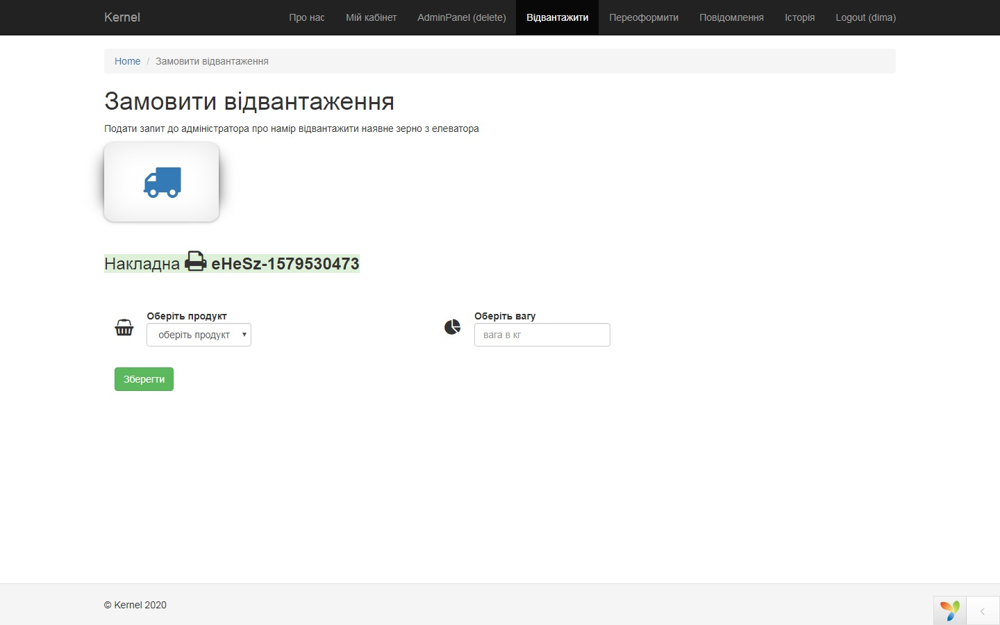 Kernel
Про нас
Мій кабінет
AdminPanel (delete)
Відвантажити
Переоформити
Повідомлення
Історія
Logout (dima)
Home / Замовити відвантаження
Замовити відвантаження
Подати запит до адміністратора про намір відвантажити наявне зерно з елеватора
Накладна eHeSz-1579530473
Оберіть продукт
оберіть продукт
Оберіть вагу
вага в кг
Зберегти
© Kernel 2020